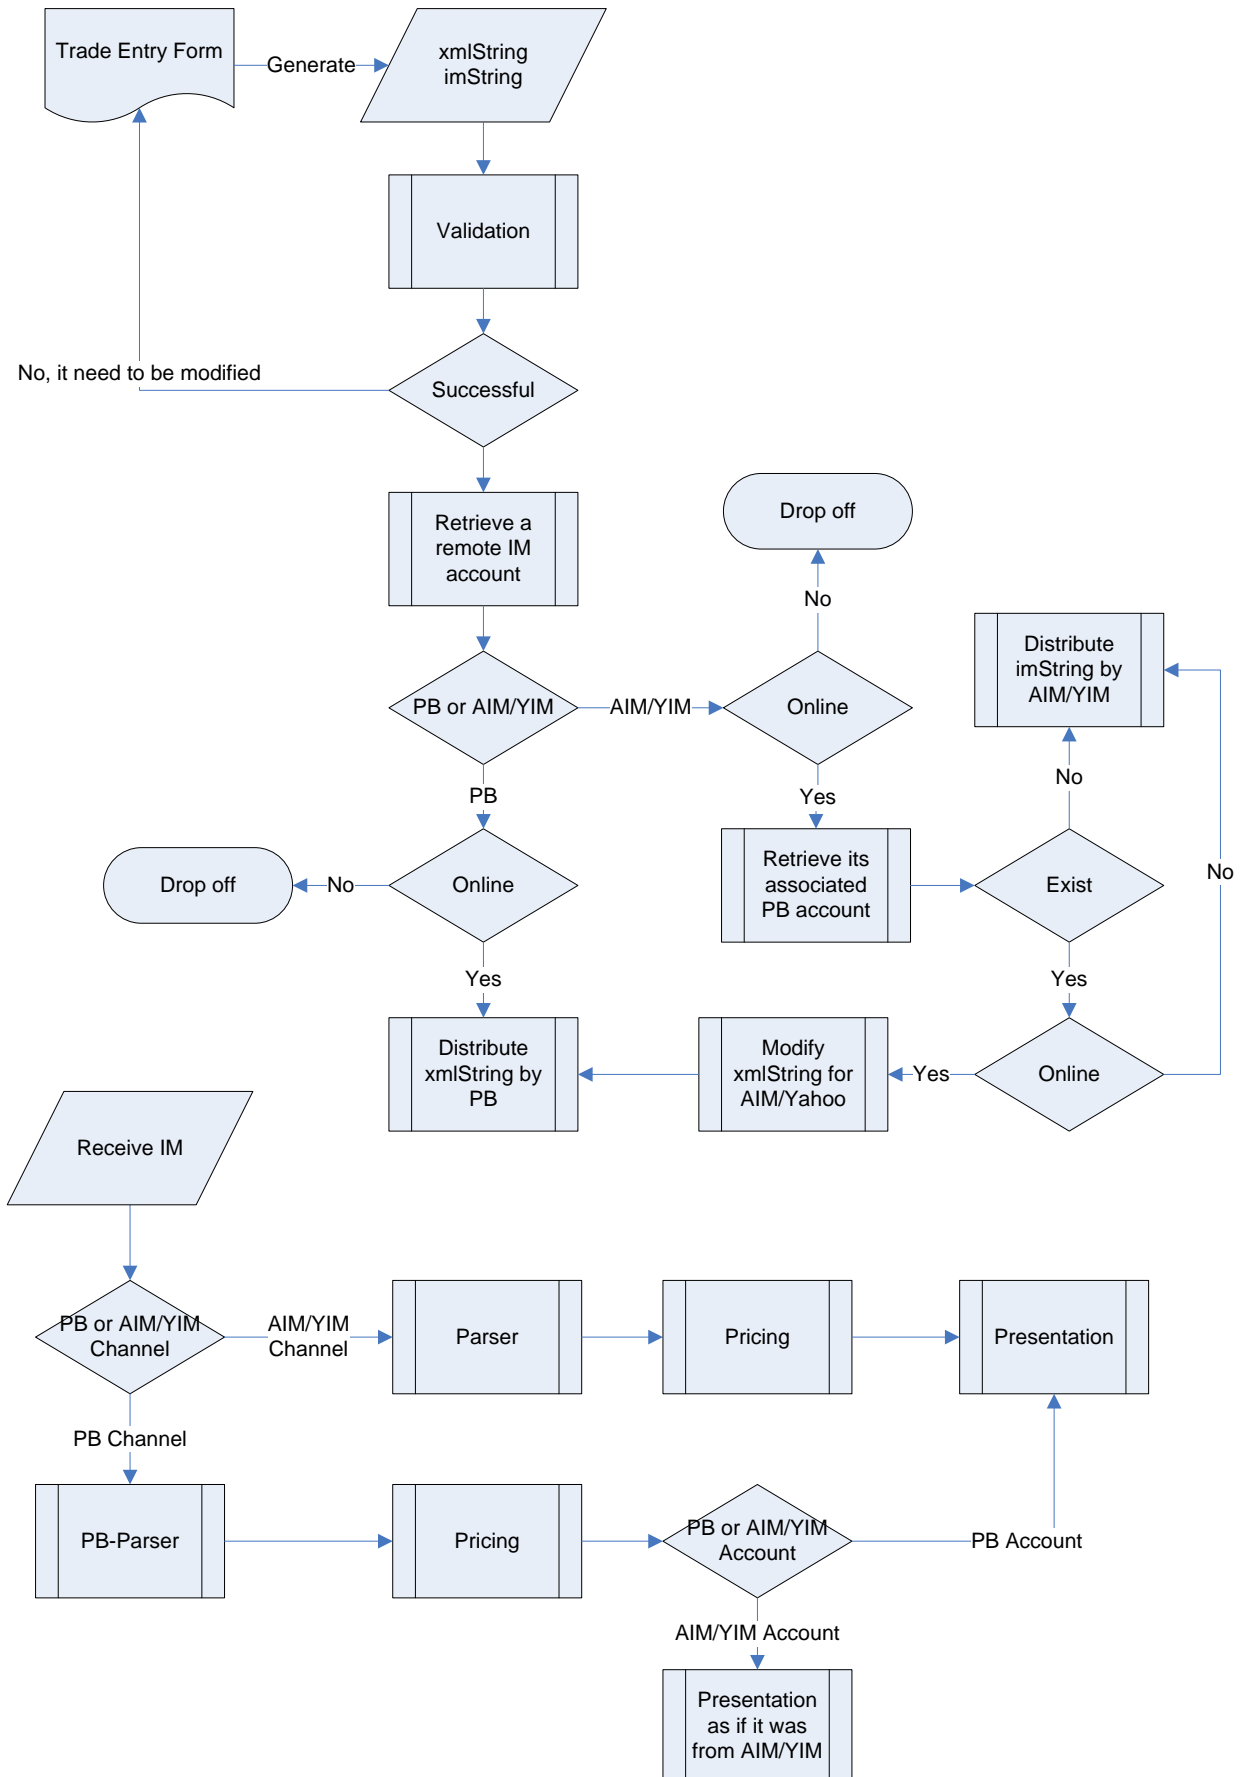 Trade Entry Form
Generate
xmlString
imString
Validation
Successful
No, it need to be modified
Retrieve a
remote IM
account
Drop off
No
PB or AIM/YIM
AIM/YIM
Online
Distribute
imString by
AIM/YIM
No
PB
Yes
Drop off
No
Online
Retrieve its
associated
PB account
Exist
No
Yes
Yes
Distribute
xmlString by
PB
Modify
xmlString for
AIM/Yahoo
Yes
Online
Receive IM
PB or AIM/YIM
Channel
AIM/YIM
Channel
Parser
Pricing
Presentation
PB Channel
PB-Parser
Pricing
PB or AIM/YIM
Account
PB Account
AIM/YIM Account
Presentation
as if it was
from AIM/YIM